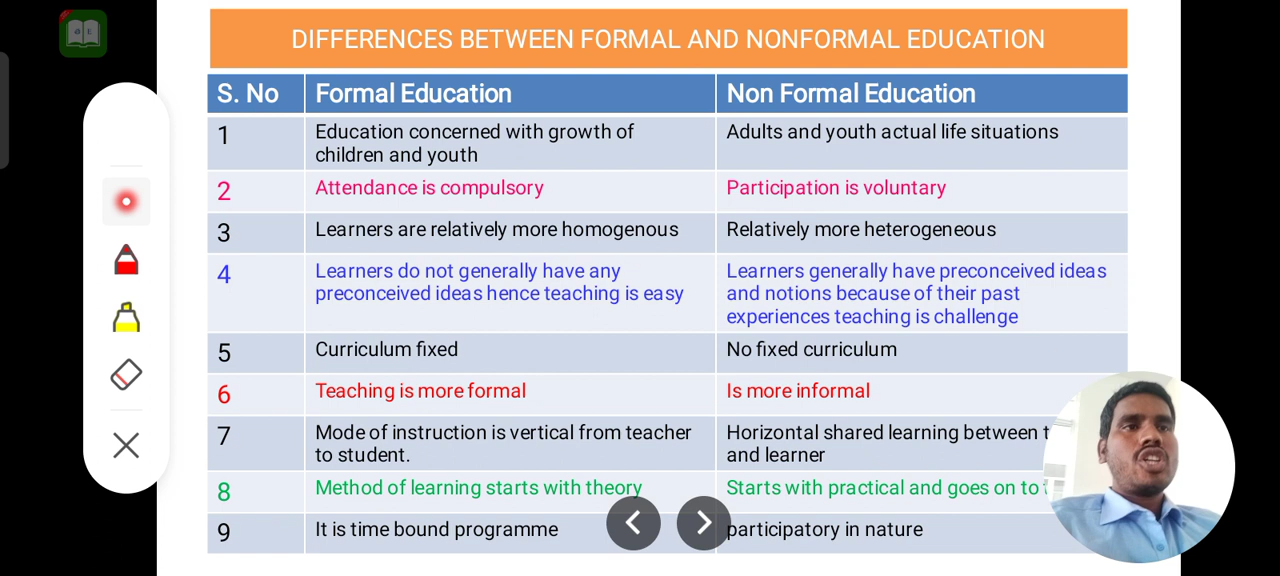 DIFFERENCES BETWEEN FORMAL AND NONFORMAL EDUCATION
S. No Formal Education Non Formal Education
1 Education concerned with growth of Adults and youth actual life situations
children and youth
2 Attendance is compulsory Participation is voluntary
3 Learners are relatively more homogenous Relatively more heterogeneous
4 Learners do not generally have any Learners generally have preconceived ideas
preconceived ideas hence teaching is easy and notions because of their past
experiences teaching is challenge
5 Curriculum fixed No fixed curriculum
6 Teaching is more formal Is more informal
7 Mode of instruction is vertical from teacher Horizontal shared learning between
to student. and learner
8 Method of learning starts with theory Starts with practical and goes on to
9 It is time bound programme participatory in nature